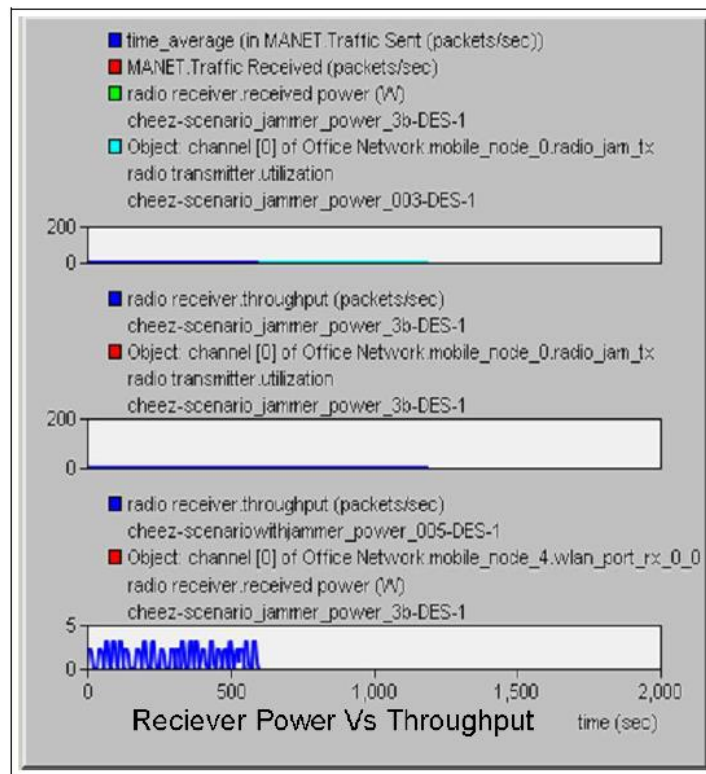 time_average (in MANET.Traffic Sent (packets/sec))
MANET.Traffic Received (packets/sec)
radio receiver.received power (W)
cheez-scenario_jammer_power_3b-DES-1
Object: channel [0] of Office Network.mobile_node_0.radio_jam_tx
radio transmitter.utilization
cheez-scenario_jammer_power_003-DES-1
200
0
radio receiver.throughput (packets/sec)
cheez-scenario_jammer_power_3b-DES-1
Object: channel [0] of Office Network.mobile_node_0.radio_jam_tx
radio transmitter.utilization
cheez-scenario_jammer_power_3b-DES-1
200
0
radio receiver.throughput (packets/sec)
cheez-scenariowithjammer_power_005-DES-1
Object: channel [0] of Office Network.mobile_node_4.wlan_port_rx_0_0
radio receiver.received power (W)
cheez-scenario_jammer_power_3b-DES-1
5
0
0 500 1,000 1,500 2,000
Reciever Power Vs Throughput time (sec)